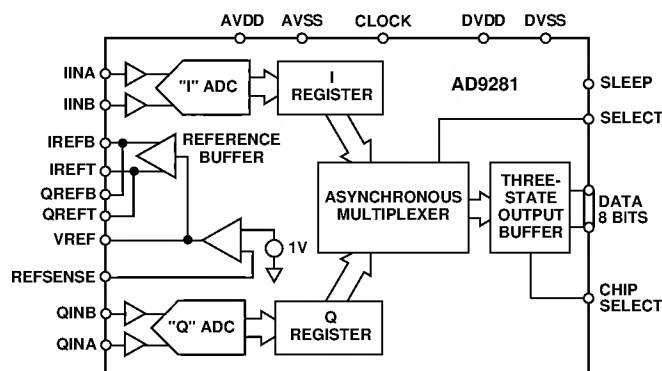 AVDD AVSS CLOCK DVDD DVSS
IINA
IINB
"I" ADC
I
REGISTER
AD9281
SLEEP
SELECT
IREFB
IREFT
QREFB
QREFT
VREF
REFSENSE
REFERENCE
BUFFER
1V
ASYNCHRONOUS
MULTIPLEXER
THREE-
STATE
OUTPUT
BUFFER
DATA
8 BITS
CHIP
SELECT
QINB
QINA
"Q" ADC
Q
REGISTER